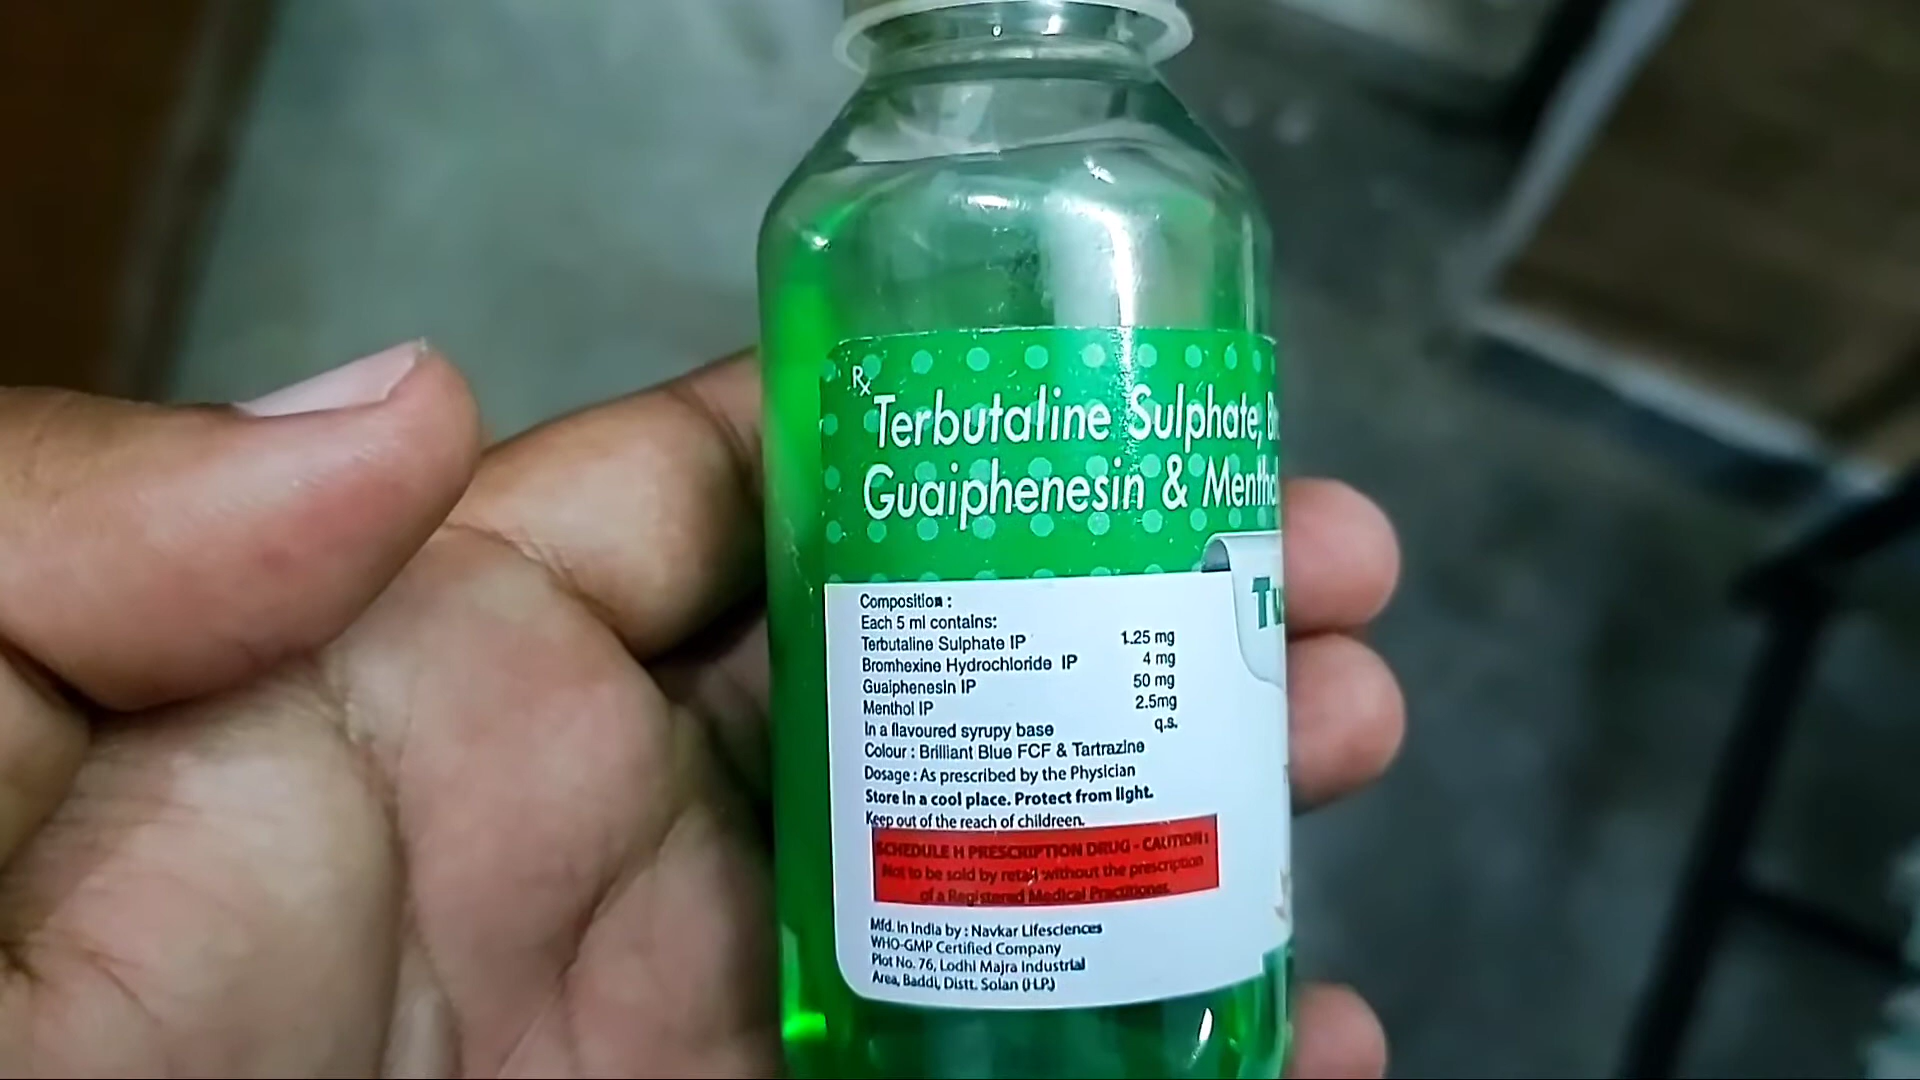 Rx
Terbutaline Sulphate,
Guaiphenesin & Menthol
Composition :
Each 5 ml contains:
Terbutaline Sulphate IP 1.25 mg
Bromhexine Hydrochloride IP 4 mg
Guaiphenesin IP 50 mg
Menthol IP 2.5mg
In a flavoured syrupy base q.s.
Colour : Brilliant Blue FCF & Tartrazine
Dosage : As prescribed by the Physician
Store in a cool place. Protect from light.
Keep out of the reach of childreen.
SCHEDULE H PRESCRIPTION DRUG - CAUTION :
Not to be sold by retail without the prescription
of a Registered Medical Practitioner.
Mfd. in India by : Navkar Lifesciences
WHO-GMP Certified Company
Plot No. 76, Lodhi Majra Industrial
Area, Baddi, Distt. Solan (H.P.)